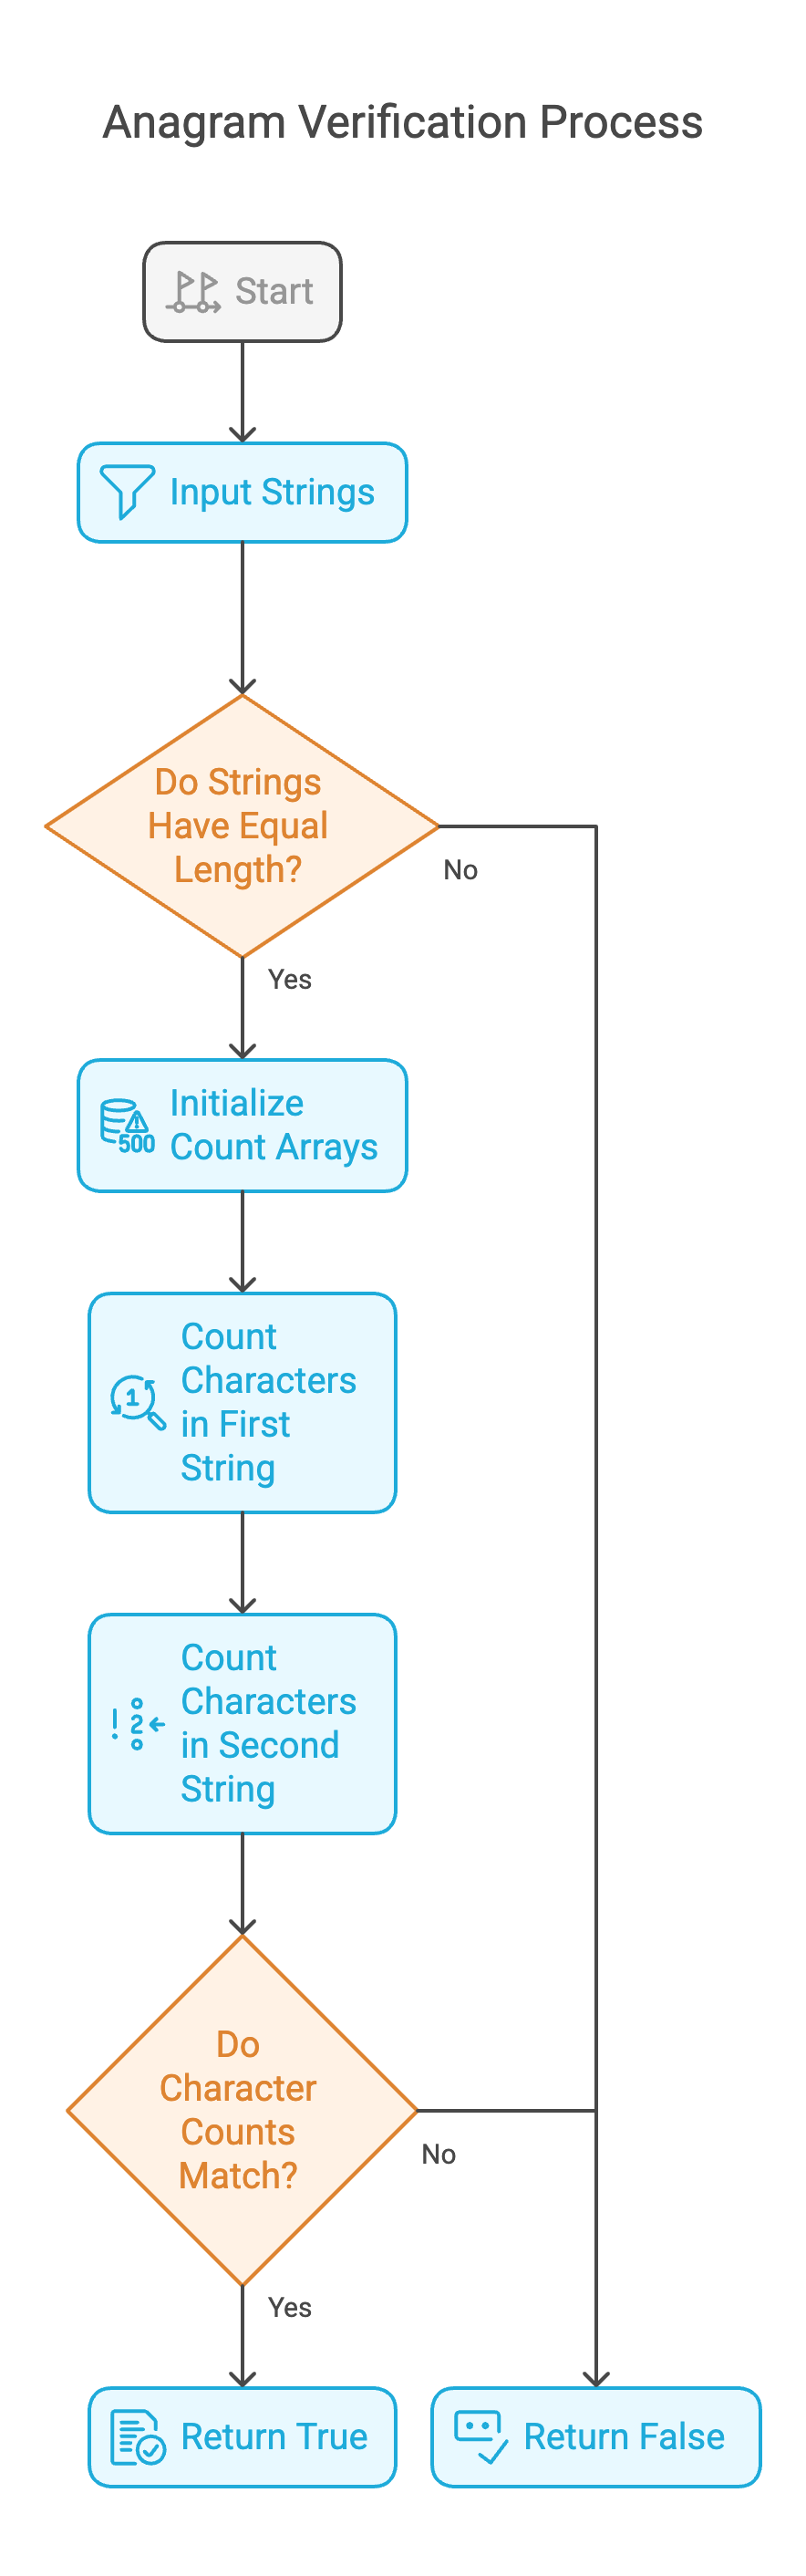 Anagram Verification Process
Start
Input Strings
Do Strings
Have Equal
Length?
No
Yes
Initialize
Count Arrays
500
Count
Characters
in First
String
1
Count
Characters
in Second
String
! 2
Do
Character
Counts
Match?
No
Yes
Return True
Return False